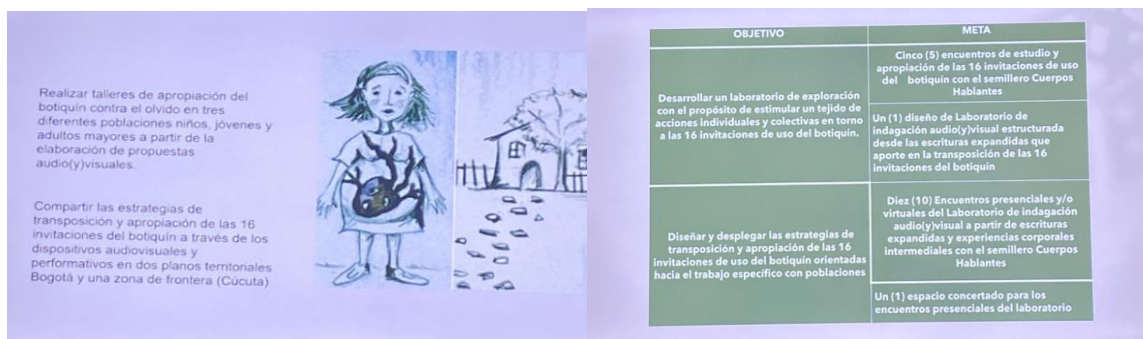 Realizar talleres de apropiación del
botiquín contra el olvido en tres
diferentes poblaciones niños, jóvenes y
adultos mayores a partir de la
elaboración de propuestas
audio(y)visuales.
Compartir las estrategias de
transposición y apropiación de las 16
invitaciones del botiquín a través de los
dispositivos audiovisuales y
performativos en dos planos territoriales
Bogotá y una zona de frontera (Cúcuta)
OBJETIVO
META
Desarrollar un laboratorio de exploración
con el propósito de estimular un tejido de
acciones individuales y colectivas en torno
a las 16 invitaciones de uso del botiquín.
Cinco (5) encuentros de estudio y
apropiación de las 16 invitaciones de uso
del botiquín con el semillero Cuerpos
Hablantes
Un (1) diseño de Laboratorio de
indagación audio(y)visual estructurada
desde las escrituras expandidas que
aporte en la transposición de las 16
invitaciones del botiquín
Diseñar y desplegar las estrategias de
transposición y apropiación de las 16
invitaciones de uso del botiquín orientadas
hacia el trabajo específico con poblaciones
Diez (10) Encuentros presenciales y/o
virtuales del Laboratorio de indagación
audio(y)visual a partir de escrituras
expandidas y experiencias corporales
intermediales con el semillero Cuerpos
Hablantes
Un (1) espacio concertado para los
encuentros presenciales del laboratorio